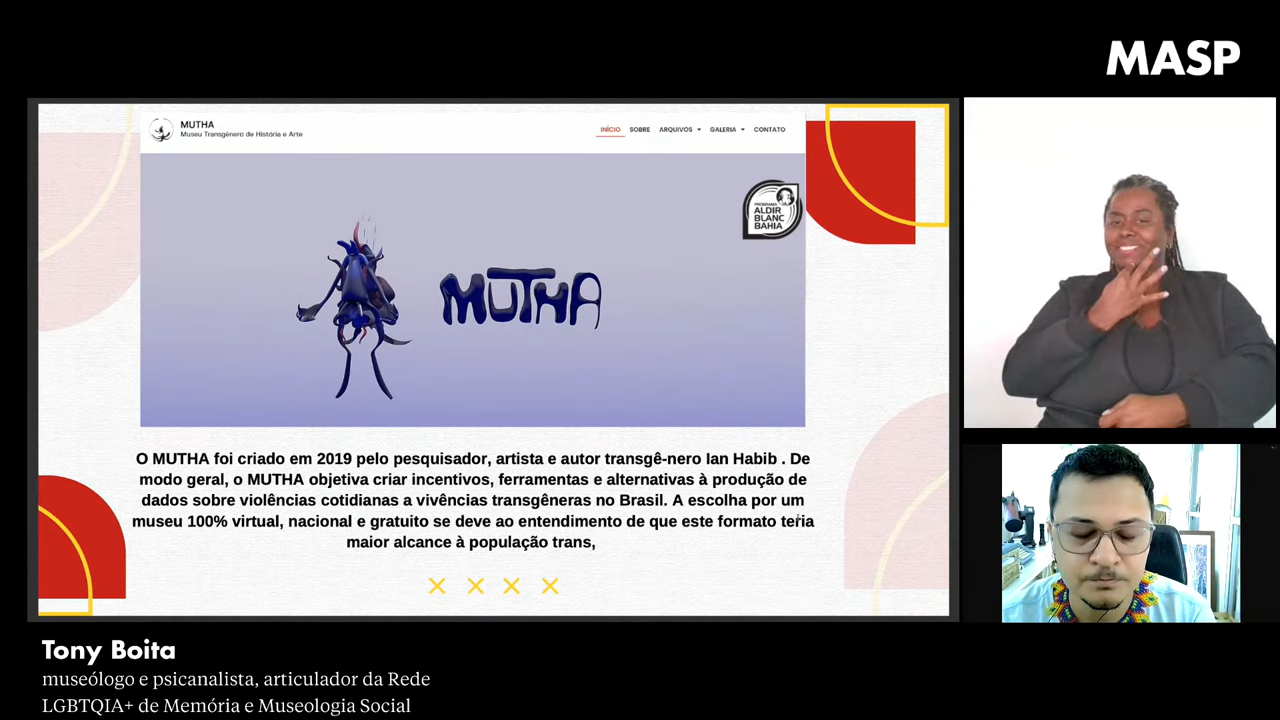 MASP
MUTHA
Museu Transgênero de História e Arte
INÍCIO SOBRE ARQUIVOS GALERIA CONTATO
PROGRAMA
ALDIR
BLANC
BAHIA
MUTHA
O MUTHA foi criado em 2019 pelo pesquisador, artista e autor transgê-nero Ian Habib . De
modo geral, o MUTHA objetiva criar incentivos, ferramentas e alternativas à produção de
dados sobre violências cotidianas a vivências transgêneras no Brasil. A escolha por um
museu 100% virtual, nacional e gratuito se deve ao entendimento de que este formato teria
maior alcance à população trans,
Tony Boita
museólogo e psicanalista, articulador da Rede
LGBTQIA+ de Memória e Museologia Social